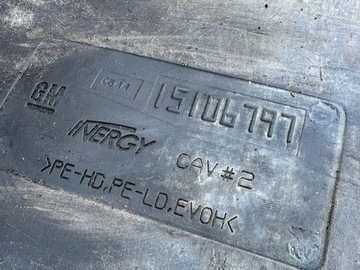 GM 15106797
INERGY CAV#2
>PE-HD,PE-LD,EVOH<